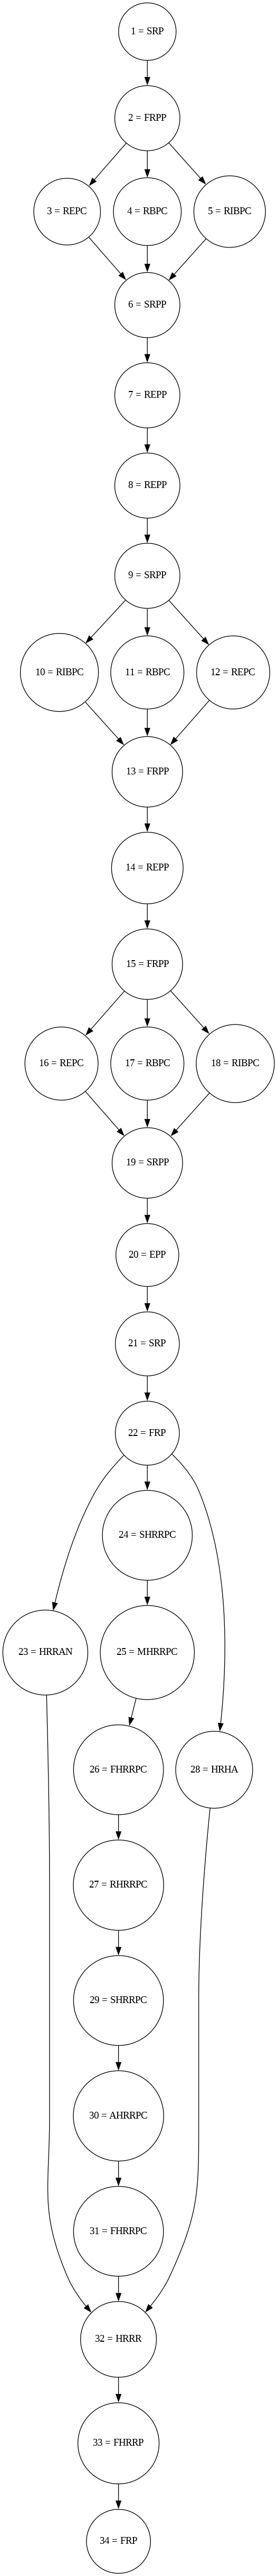 1 = SRP
2 = FRPP
3 = REPC
4 = RBPC
5 = RIBPC
6 = SRPP
7 = REPP
8 = REPP
9 = SRPP
10 = RIBPC
11 = RBPC
12 = REPC
13 = FRPP
14 = REPP
15 = FRPP
16 = REPC
17 = RBPC
18 = RIBPC
19 = SRPP
20 = EPP
21 = SRP
22 = FRP
24 = SHRRPC
23 = HRRAN
25 = MHRRPC
26 = FHRRPC
28 = HRHA
27 = RHRRPC
29 = SHRRPC
30 = AHRRPC
31 = FHRRPC
32 = HRRR
33 = FHRRP
34 = FRP